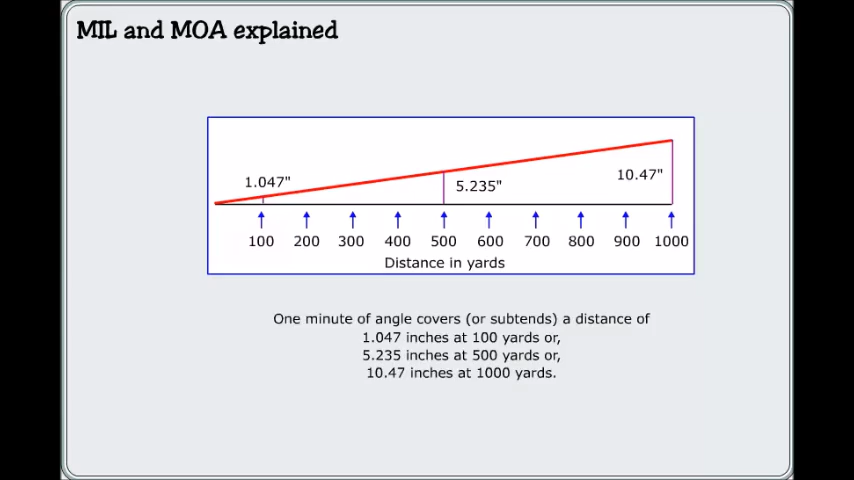 MIL and MOA explained
10.47"
1.047"
5.235"
100 200 300 400 500 600 700 800 900 1000
Distance in yards
One minute of angle covers (or subtends) a distance of
1.047 inches at 100 yards or,
5.235 inches at 500 yards or,
10.47 inches at 1000 yards.